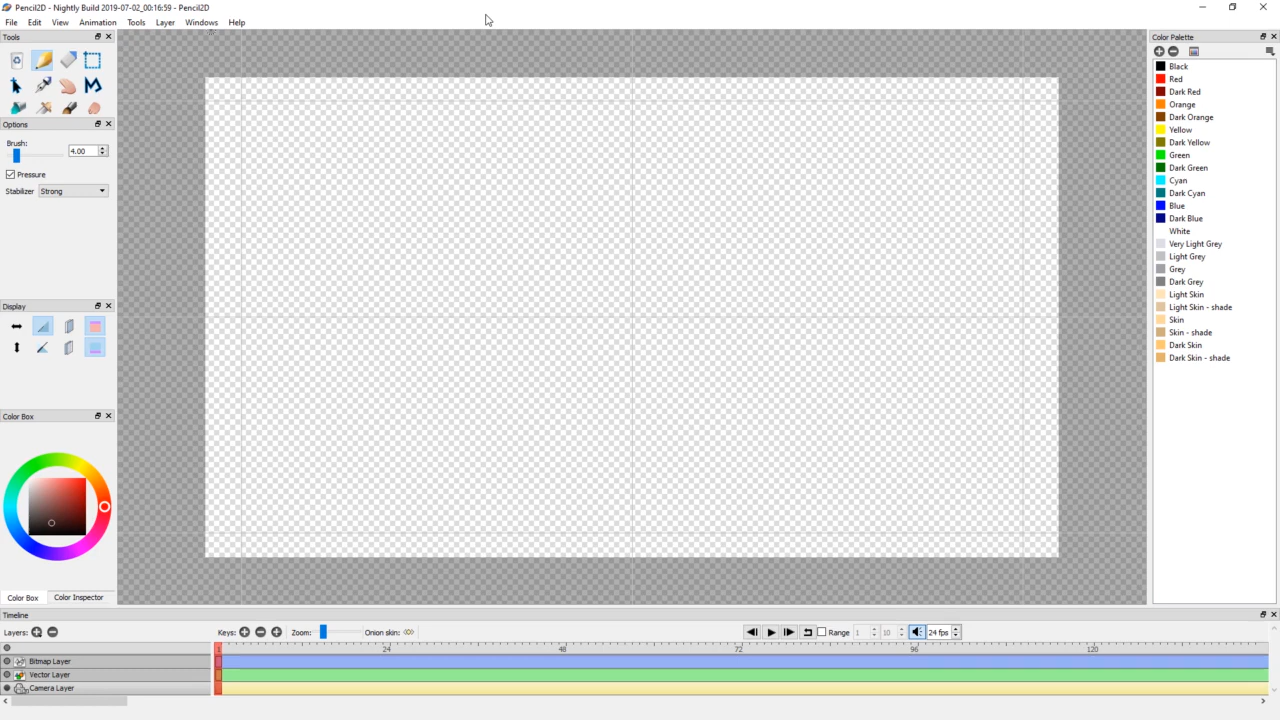 Pencil2D - Nightly Build 2019-07-02_00:16:59 - Pencil2D
File Edit View Animation Tools Layer Windows Help
Tools
Options
Brush:
4.00
Pressure
Stabilizer Strong
Display
Color Box
Color Box Color Inspector
Color Palette
Black
Red
Dark Red
Orange
Dark Orange
Yellow
Dark Yellow
Green
Dark Green
Cyan
Dark Cyan
Blue
Dark Blue
White
Very Light Grey
Light Grey
Grey
Dark Grey
Light Skin
Light Skin - shade
Skin
Skin - shade
Dark Skin
Dark Skin - shade
Timeline
Layers: Keys: Zoom: Onion skin: Range 1 10 24 fps
1 24 48 72 96 120
Bitmap Layer
Vector Layer
Camera Layer